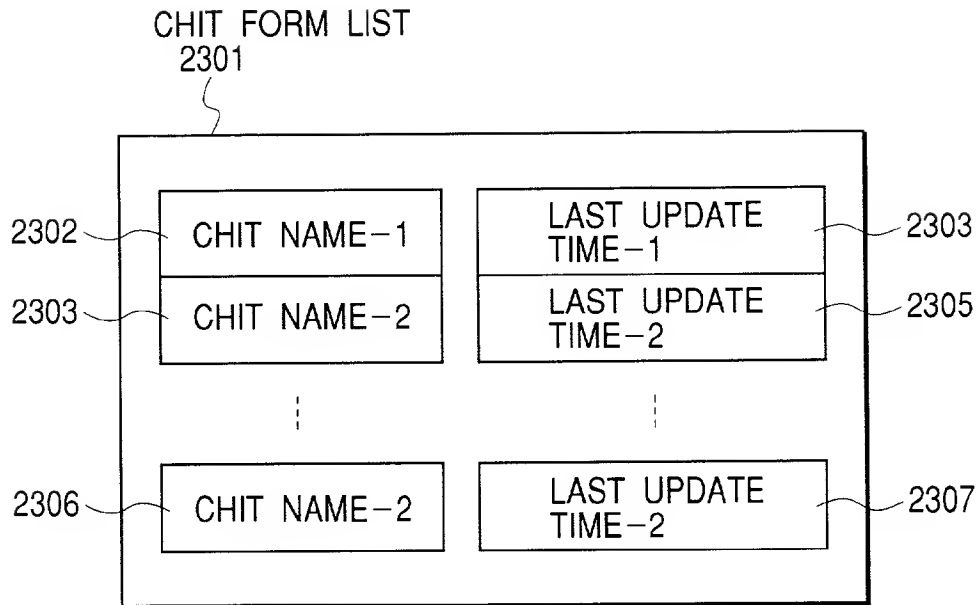 CHIT FORM LIST
2301
2302
CHIT NAME-1
LAST UPDATE
TIME-1
2303
2303
CHIT NAME-2
LAST UPDATE
TIME-2
2305
2306
CHIT NAME-2
LAST UPDATE
TIME-2
2307